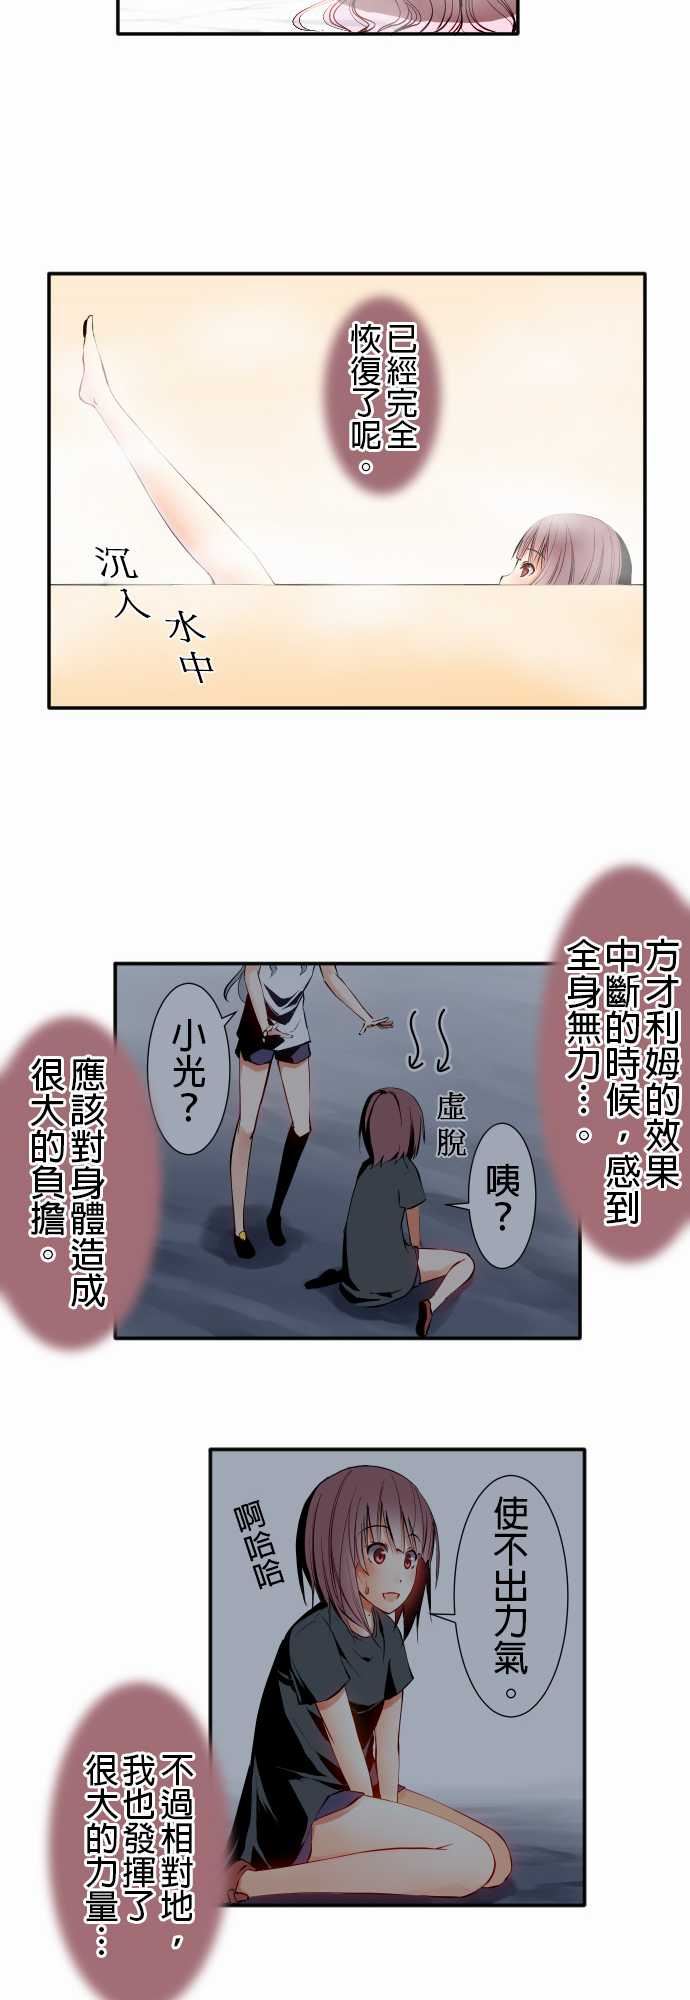 已經完全
恢復了呢。
沉入
水中
方才利姆的效果
中斷的時候，感到
全身無力…。
小光？
虛脫
咦？
應該對身體造成
很大的負擔。
使不出力氣。
啊哈哈
不過相對地，
我也發揮了
很大的力量…